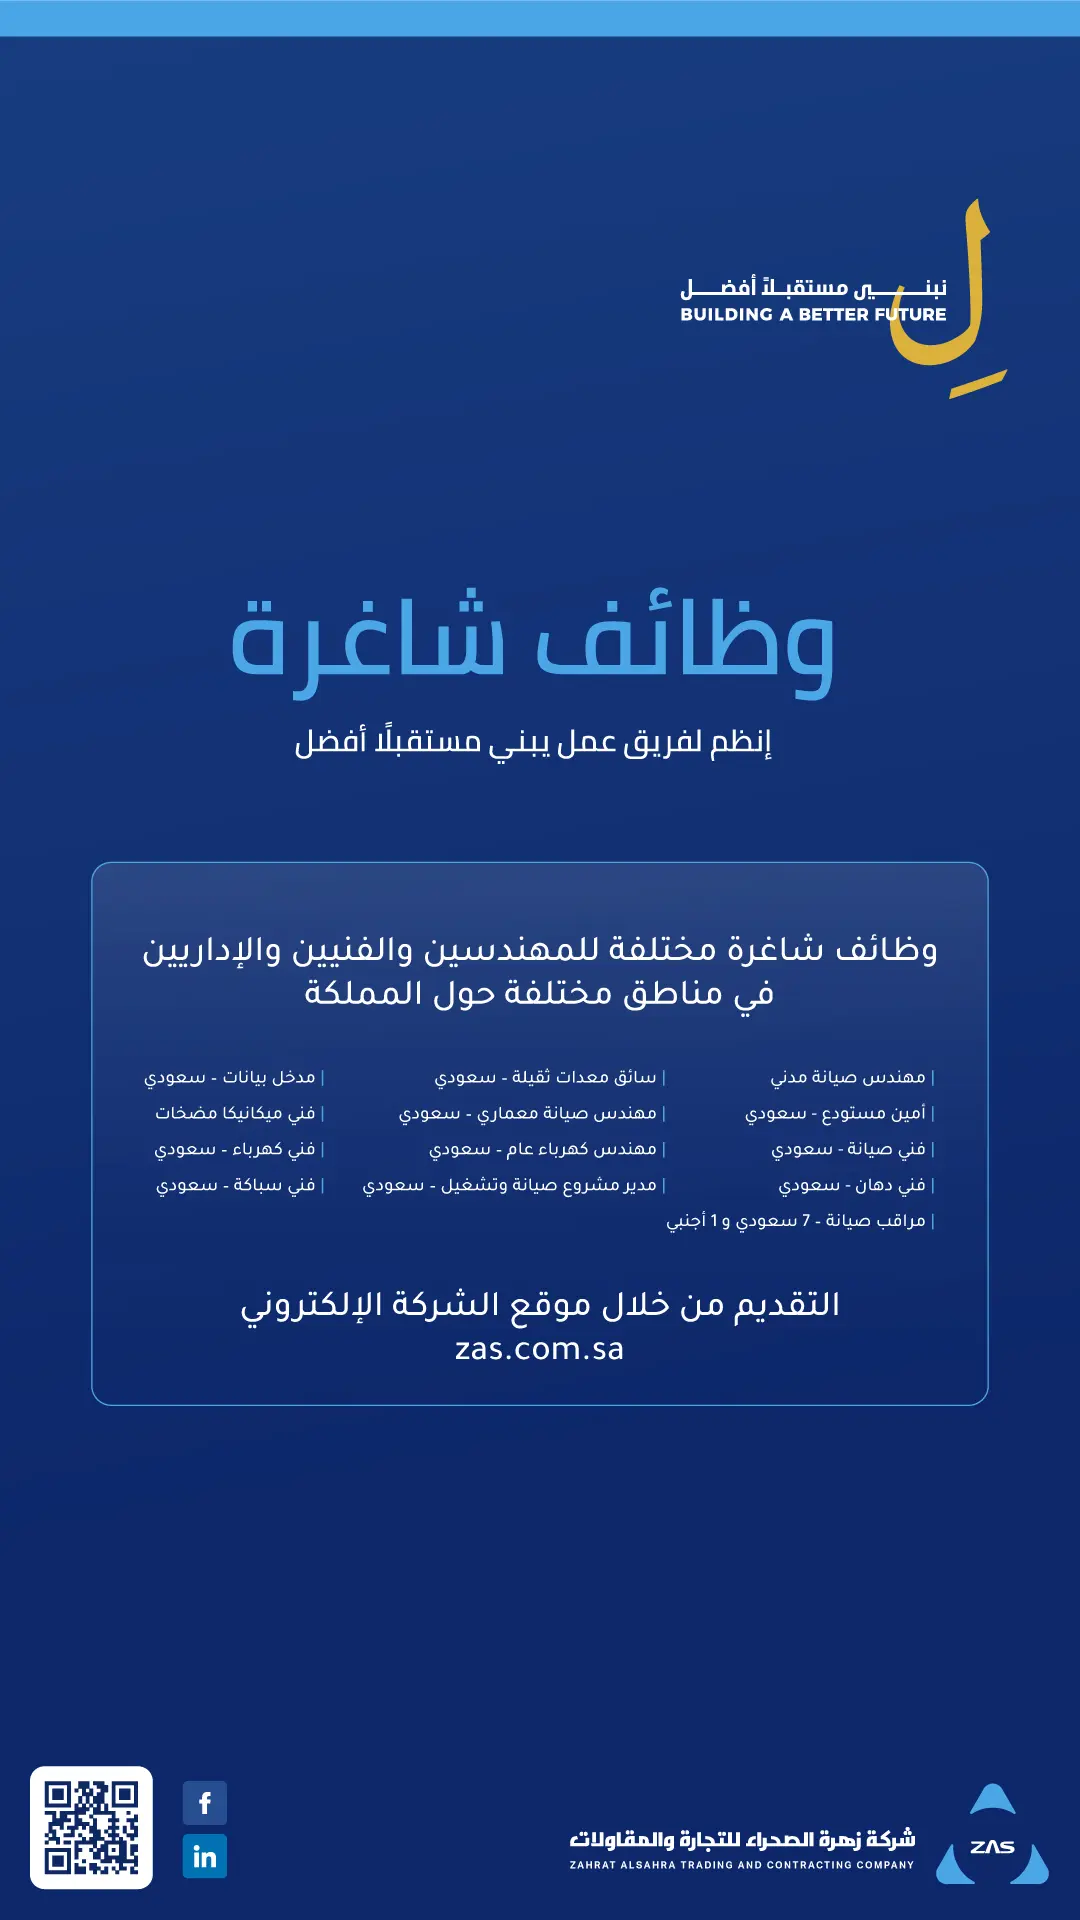 نبني مستقبلاً أفضل
BUILDING A BETTER FUTURE
لِ
وظائف شاغرة
إنظم لفريق عمل يبني مستقبلًا أفضل
وظائف شاغرة مختلفة للمهندسين والفنيين والإداريين
في مناطق مختلفة حول المملكة
| مهندس صيانة مدني
| أمين مستودع - سعودي
| فني صيانة - سعودي
| فني دهان - سعودي
| مراقب صيانة - 7 سعودي و 1 أجنبي
| سائق معدات ثقيلة - سعودي
| مهندس صيانة معماري - سعودي
| مهندس كهرباء عام - سعودي
| مدير مشروع صيانة وتشغيل - سعودي
| مدخل بيانات - سعودي
| فني ميكانيكا مضخات
| فني كهرباء - سعودي
| فني سباكة - سعودي
التقديم من خلال موقع الشركة الإلكتروني
zas.com.sa
شركة زهرة الصحراء للتجارة والمقاولات
ZAHRAT ALSAHRA TRADING AND CONTRACTING COMPANY
ZAS
f
in